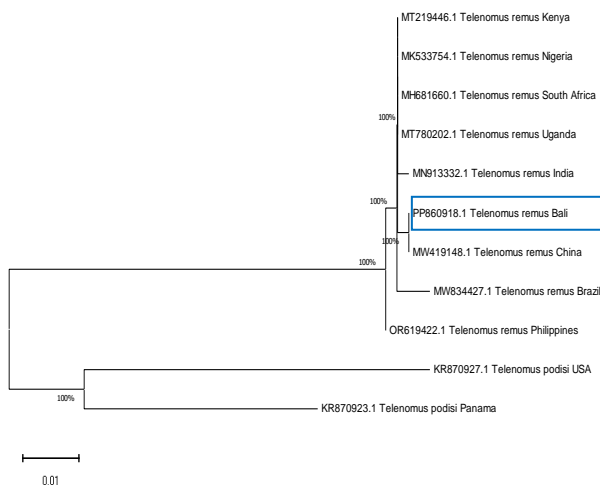 MT219446.1 Telenomus remus Kenya
MK533754.1 Telenomus remus Nigeria
MH681660.1 Telenomus remus South Africa
100%
MT780202.1 Telenomus remus Uganda
MN913332.1 Telenomus remus India
100%
PP860918.1 Telenomus remus Bali
100%
MW419148.1 Telenomus remus China
100%
MW834427.1 Telenomus remus Brazil
OR619422.1 Telenomus remus Philippines
KR870927.1 Telenomus podisi USA
100%
KR870923.1 Telenomus podisi Panama
0.01